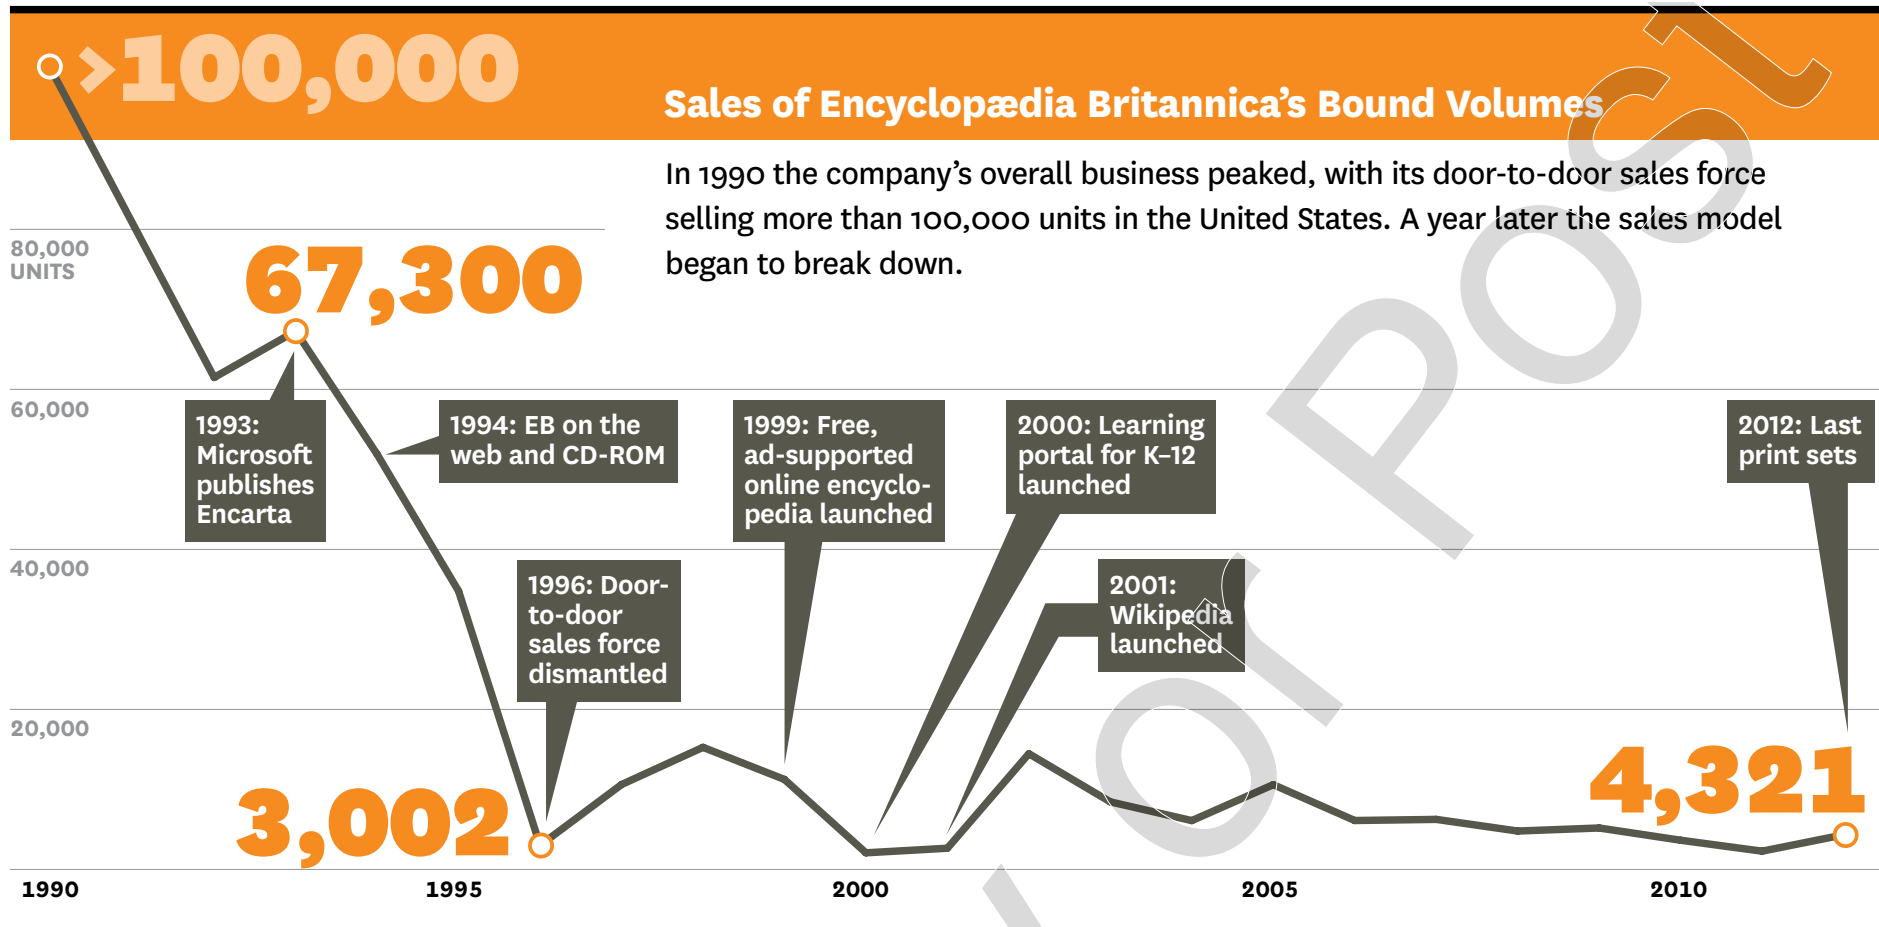 >100,000
Sales of Encyclopædia Britannica’s Bound Volumes
In 1990 the company’s overall business peaked, with its door-to-door sales force
selling more than 100,000 units in the United States. A year later the sales model
began to break down.
80,000
UNITS
67,300
60,000
1993:
Microsoft
publishes
Encarta
1994: EB on the
web and CD-ROM
1999: Free,
ad-supported
online encyclo-
pedia launched
2000: Learning
portal for K–12
launched
2012: Last
print sets
40,000
1996: Door-
to-door
sales force
dismantled
2001:
Wikipedia
launched
20,000
3,002
4,321
1990
1995
2000
2005
2010
or Post